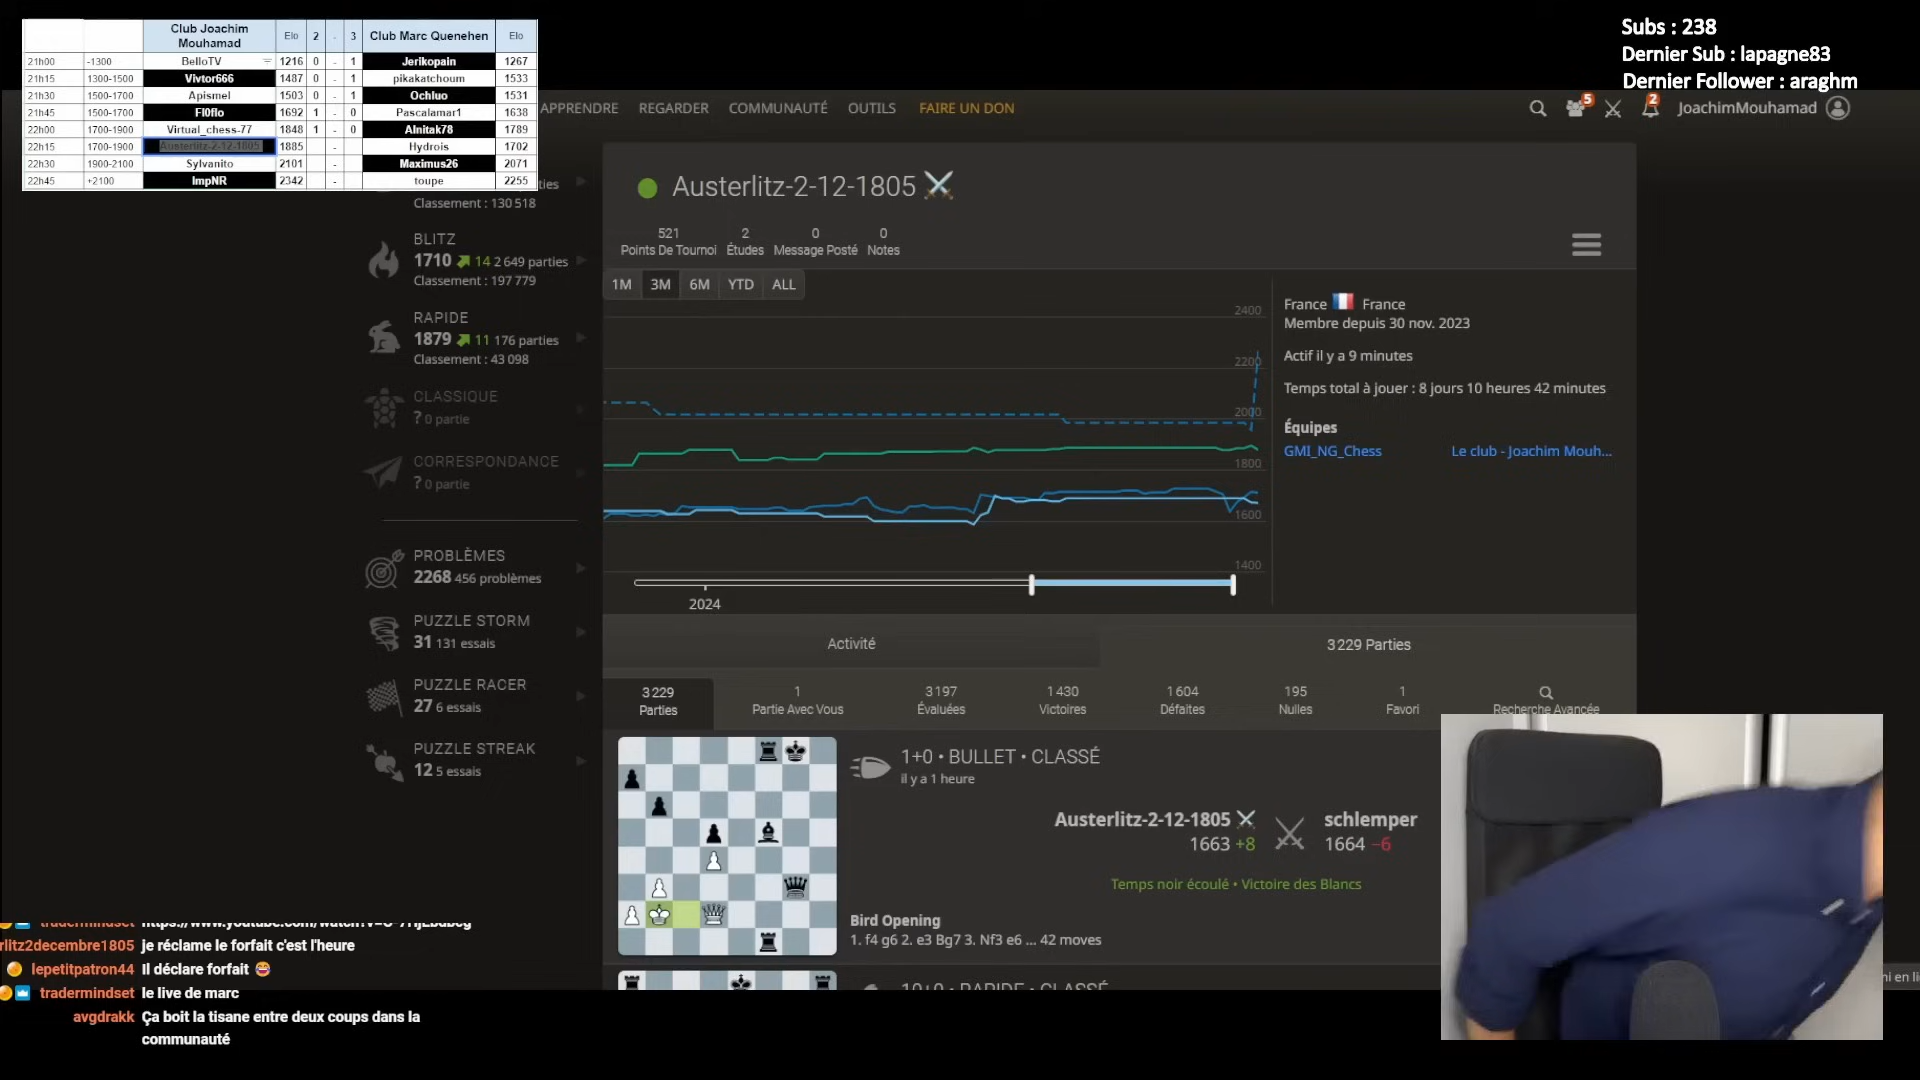 Club Joachim Mouhamad Elo 2 - 3 Club Marc Quenehen Elo
21h00 -1300 BelloTV 1216 0 - 1 Jerikopain 1267
21h15 1300-1500 Vivtor666 1487 0 - 1 pikakatchoum 1533
21h30 1500-1700 Apismel 1503 0 - 1 Ochluo 1531
21h45 1500-1700 Fl0flo 1692 1 - 0 Pascalamar1 1638
22h00 1700-1900 Virtual_chess-77 1848 1 - 0 Alnitak78 1789
22h15 1700-1900 Austerlitz-2-12-1805 1885 - Hydrois 1702
22h30 1900-2100 Sylvanito 2101 - Maximus26 2071
22h45 +2100 ImpNR 2342 - toupe 2255
Subs : 238
Dernier Sub : lapagne83
Dernier Follower : araghm
APPRENDRE REGARDER COMMUNAUTÉ OUTILS FAIRE UN DON
5 2 JoachimMouhamad
Classement : 130 518
BLITZ
1710 14 2 649 parties
Classement : 197 779
RAPIDE
1879 11 176 parties
Classement : 43 098
CLASSIQUE
? 0 partie
CORRESPONDANCE
? 0 partie
PROBLÈMES
2268 456 problèmes
PUZZLE STORM
31 131 essais
PUZZLE RACER
27 6 essais
PUZZLE STREAK
12 5 essais
Austerlitz-2-12-1805
521 2 0 0
Points De Tournoi Études Message Posté Notes
1M 3M 6M YTD ALL
2400
2200
2000
1800
1600
1400
2024
France France
Membre depuis 30 nov. 2023
Actif il y a 9 minutes
Temps total à jouer : 8 jours 10 heures 42 minutes
Équipes
GMI_NG_Chess Le club - Joachim Mouh...
Activité 3 229 Parties
3 229 1 3 197 1 430 1 604 195 1
Parties Partie Avec Vous Évaluées Victoires Défaites Nulles Favori Recherche Avancée
1+0 • BULLET • CLASSÉ
il y a 1 heure
Austerlitz-2-12-1805 schlemper
1663 +8 1664 −6
Temps noir écoulé • Victoire des Blancs
Bird Opening
1. f4 g6 2. e3 Bg7 3. Nf3 e6 ... 42 moves
10+0 • RAPIDE • CLASSÉ
tradermindset
rlitz2decembre1805 je réclame le forfait c'est l'heure
lepetitpatron44 Il déclare forfait
tradermindset le live de marc
avgdrakk Ça boit la tisane entre deux coups dans la
communauté